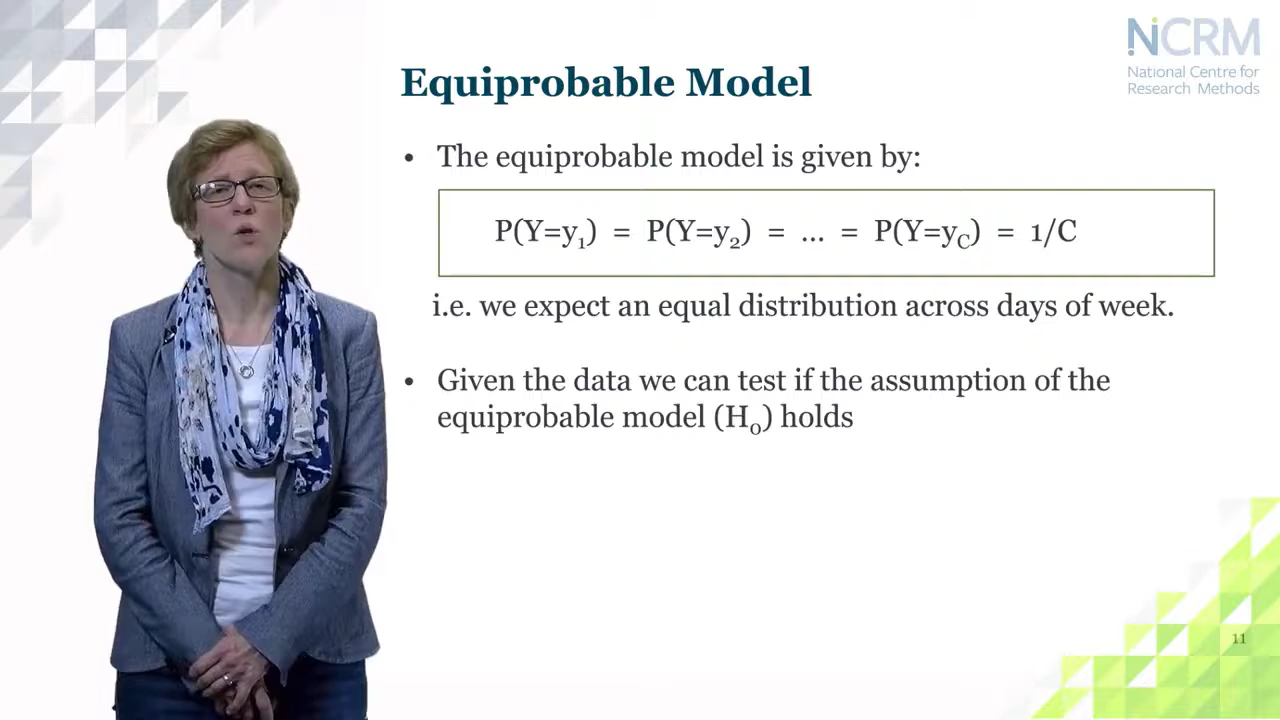 NCRM
National Centre for
Research Methods
Equiprobable Model
• The equiprobable model is given by:
P(Y=y₁) = P(Y=y₂) = ... = P(Y=y_C) = 1/C
i.e. we expect an equal distribution across days of week.
• Given the data we can test if the assumption of the
equiprobable model (H₀) holds
11